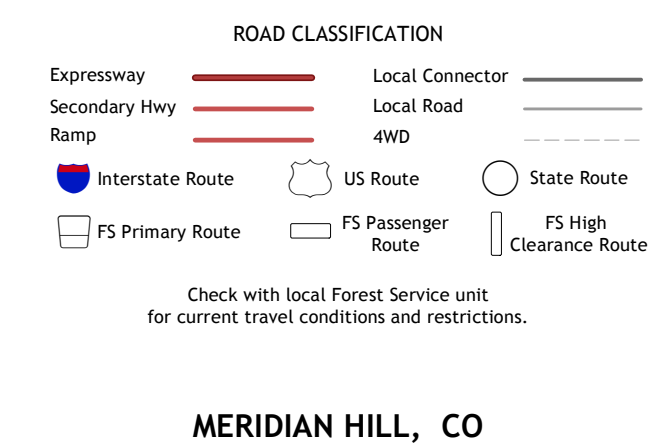 ROAD CLASSIFICATION
Expressway
Local Connector
Secondary Hwy
Local Road
Ramp
4WD
Interstate Route
US Route
State Route
FS Primary Route
FS Passenger
Route
FS High
Clearance Route
Check with local Forest Service unit
for current travel conditions and restrictions.
MERIDIAN HILL, CO